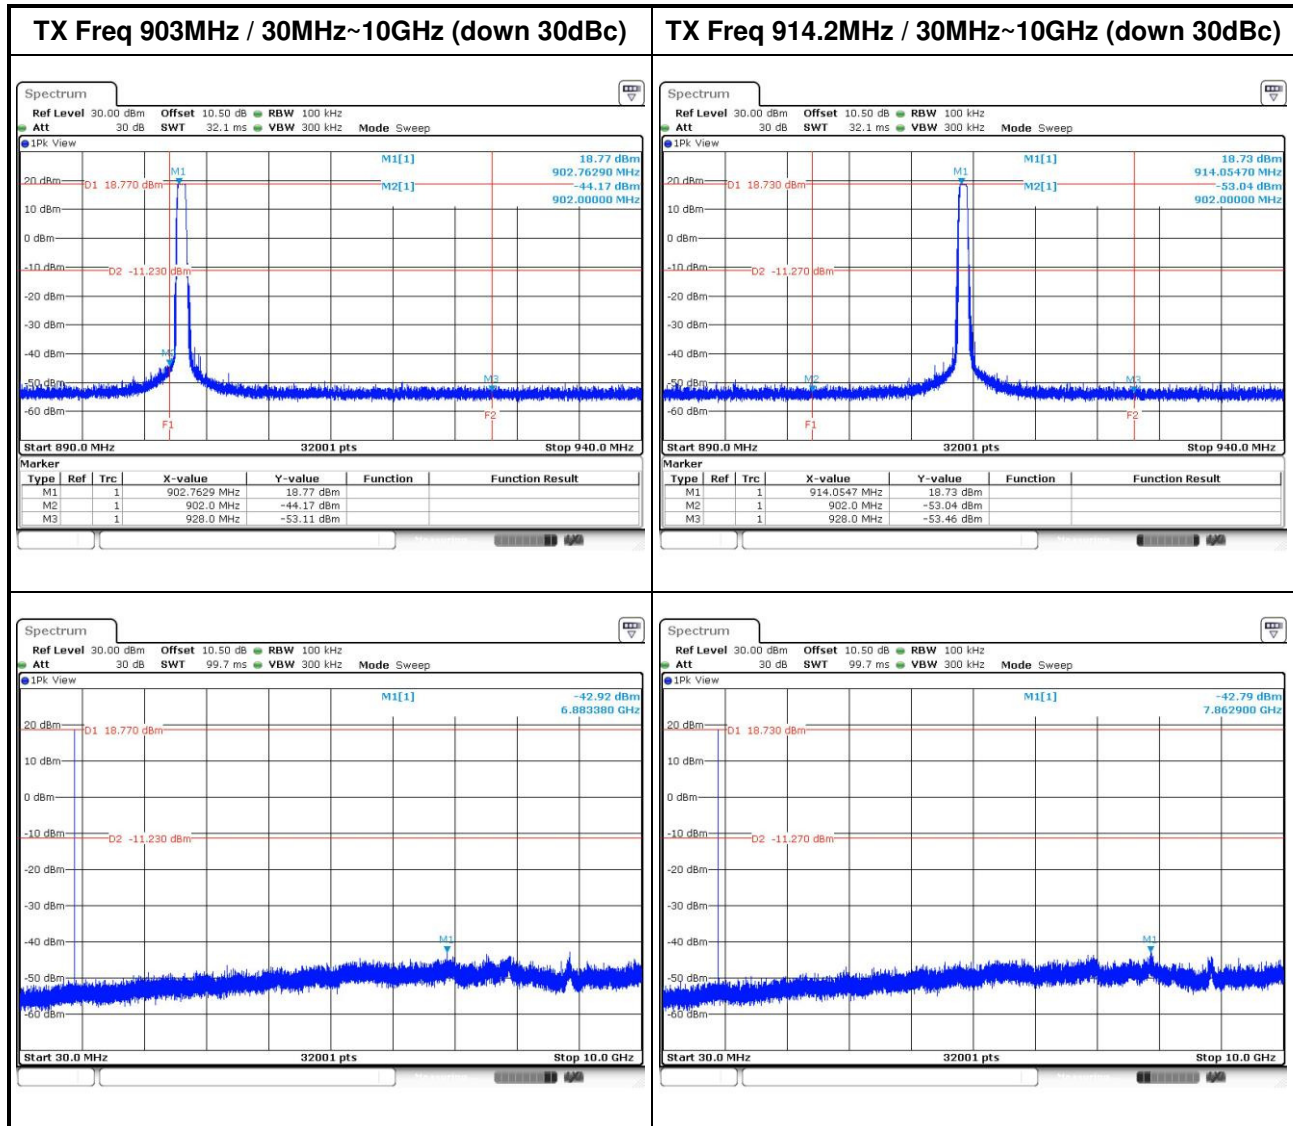 TX Freq 903MHz / 30MHz~10GHz (down 30dBc)
TX Freq 914.2MHz / 30MHz~10GHz (down 30dBc)
Spectrum
Ref Level 30.00 dBm Offset 10.50 dB RBW 100 kHz
Att 30 dB SWT 32.1 ms VBW 300 kHz Mode Sweep
1Pk View
M1[1] 18.77 dBm
902.76290 MHz
M2[1] -44.17 dBm
902.00000 MHz
M1
20 dBm
D1 18.770 dBm
10 dBm
0 dBm
-10 dBm
D2 -11.230 dBm
-20 dBm
-30 dBm
-40 dBm
M2
-50 dBm
M3
-60 dBm
F1
F2
Start 890.0 MHz 32001 pts Stop 940.0 MHz
Marker
Type Ref Trc X-value Y-value Function Function Result
M1 1 902.7629 MHz 18.77 dBm
M2 1 902.0 MHz -44.17 dBm
M3 1 928.0 MHz -53.11 dBm
Spectrum
Ref Level 30.00 dBm Offset 10.50 dB RBW 100 kHz
Att 30 dB SWT 32.1 ms VBW 300 kHz Mode Sweep
1Pk View
M1[1] 18.73 dBm
914.05470 MHz
M2[1] -53.04 dBm
902.00000 MHz
M1
20 dBm
D1 18.730 dBm
10 dBm
0 dBm
-10 dBm
D2 -11.270 dBm
-20 dBm
-30 dBm
-40 dBm
-50 dBm
M2
M3
-60 dBm
F1
F2
Start 890.0 MHz 32001 pts Stop 940.0 MHz
Marker
Type Ref Trc X-value Y-value Function Function Result
M1 1 914.0547 MHz 18.73 dBm
M2 1 902.0 MHz -53.04 dBm
M3 1 928.0 MHz -53.46 dBm
Spectrum
Ref Level 30.00 dBm Offset 10.50 dB RBW 100 kHz
Att 30 dB SWT 99.7 ms VBW 300 kHz Mode Sweep
1Pk View
M1[1] -42.92 dBm
6.883380 GHz
20 dBm
D1 18.770 dBm
10 dBm
0 dBm
-10 dBm
D2 -11.230 dBm
-20 dBm
-30 dBm
-40 dBm
M1
-50 dBm
-60 dBm
Start 30.0 MHz 32001 pts Stop 10.0 GHz
Spectrum
Ref Level 30.00 dBm Offset 10.50 dB RBW 100 kHz
Att 30 dB SWT 99.7 ms VBW 300 kHz Mode Sweep
1Pk View
M1[1] -42.79 dBm
7.862900 GHz
20 dBm
D1 18.730 dBm
10 dBm
0 dBm
-10 dBm
D2 -11.270 dBm
-20 dBm
-30 dBm
-40 dBm
M1
-50 dBm
-60 dBm
Start 30.0 MHz 32001 pts Stop 10.0 GHz